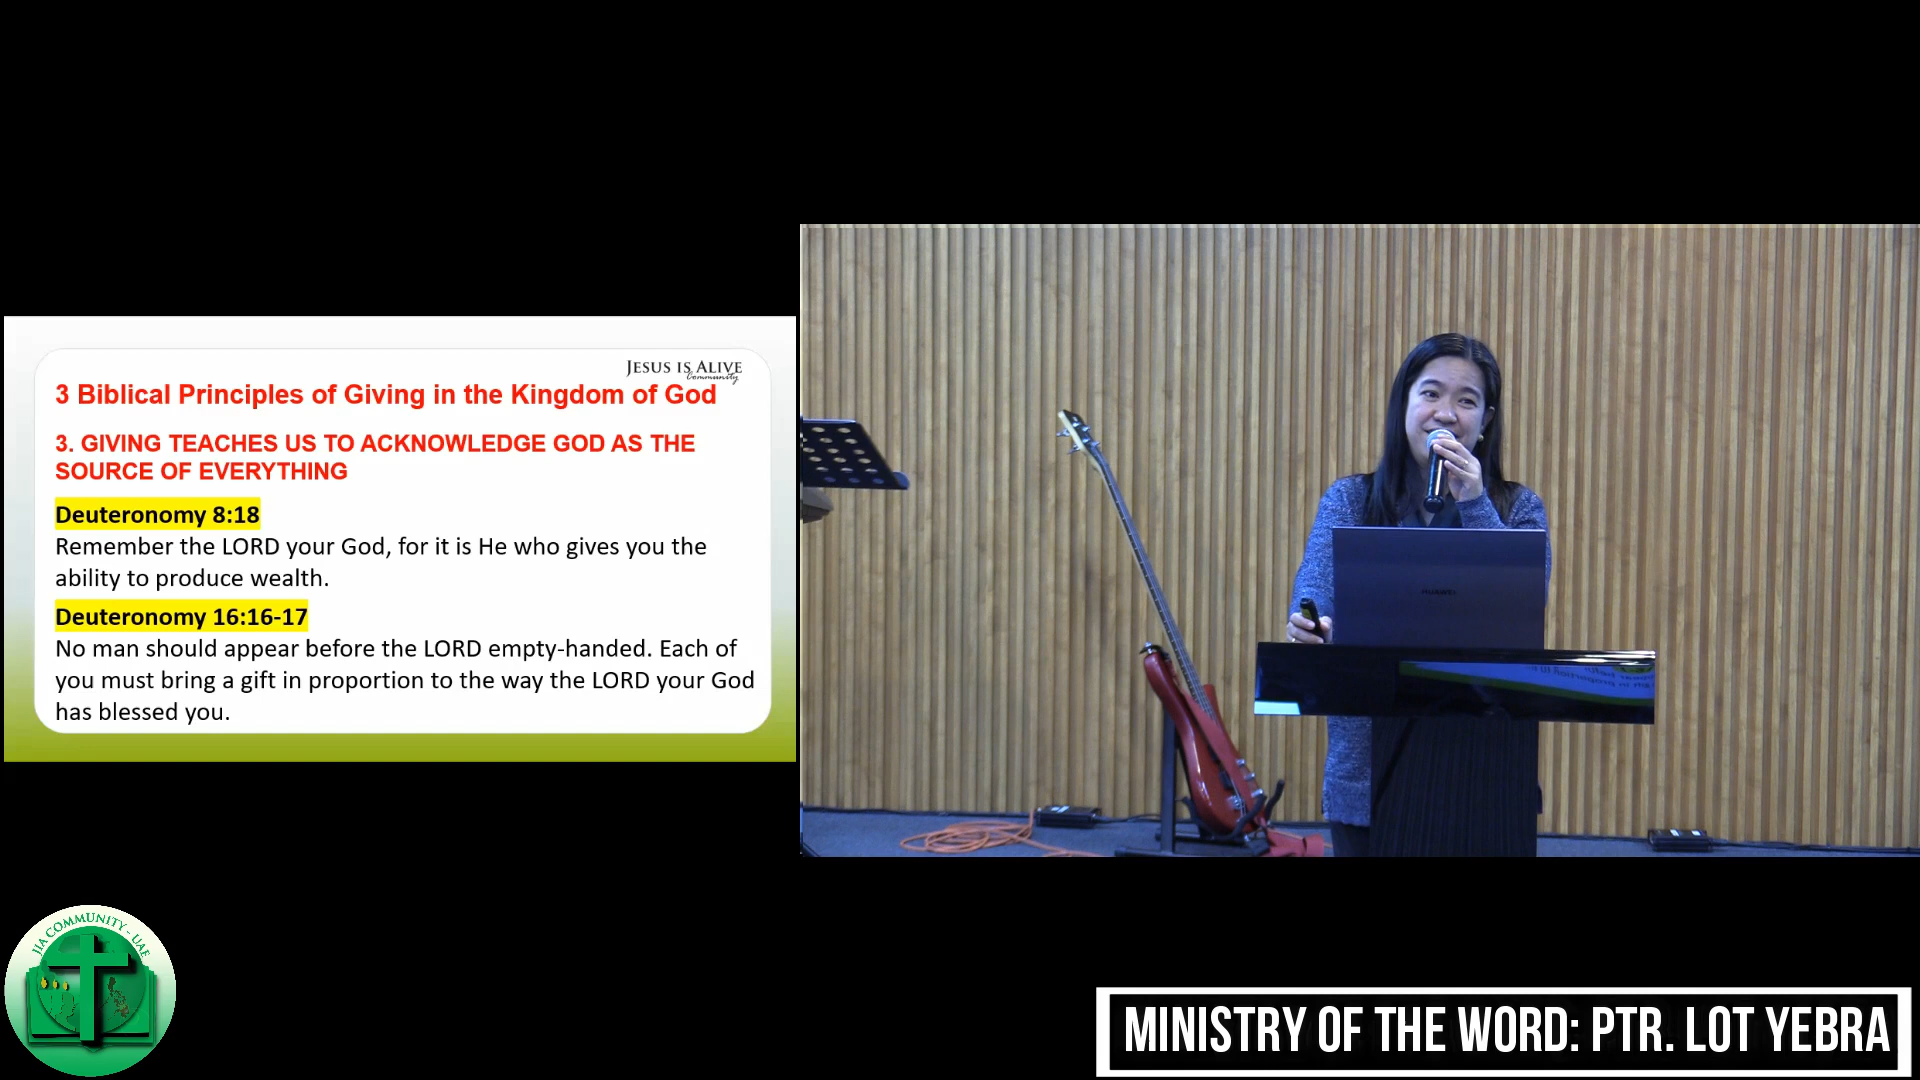 JESUS IS ALIVE
Community
3 Biblical Principles of Giving in the Kingdom of God
3. GIVING TEACHES US TO ACKNOWLEDGE GOD AS THE
SOURCE OF EVERYTHING
Deuteronomy 8:18
Remember the LORD your God, for it is He who gives you the
ability to produce wealth.
Deuteronomy 16:16-17
No man should appear before the LORD empty-handed. Each of
you must bring a gift in proportion to the way the LORD your God
has blessed you.
HUAWEI
JIA COMMUNITY - UAE
MINISTRY OF THE WORD: PTR. LOT YEBRA